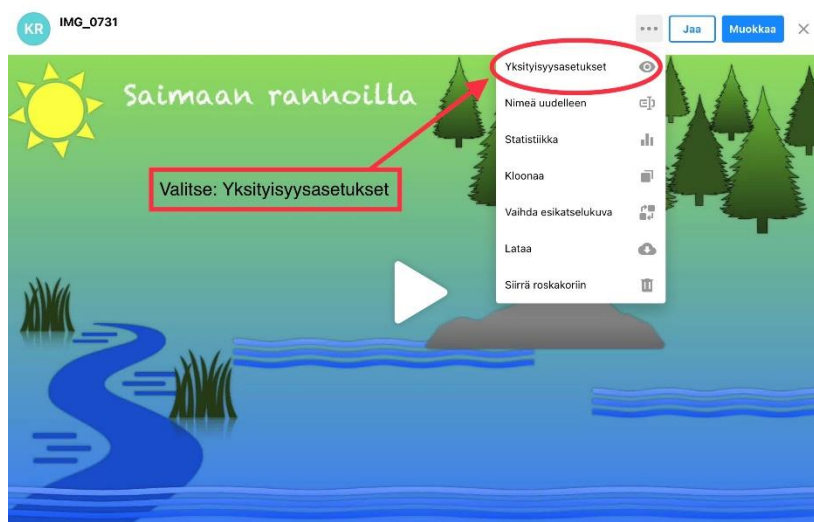 KR
IMG_0731
Jaa
Muokkaa
Saimaan rannoilla
Valitse: Yksityisyysasetukset
Yksityisyysasetukset
Nimeä uudelleen
Statistiikka
Kloonaa
Vaihda esikatselukuva
Lataa
Siirrä roskakoriin